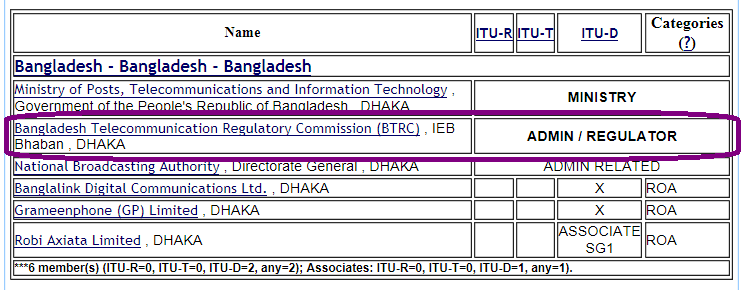 Name ITU-R ITU-T ITU-D Categories
(?)
Bangladesh - Bangladesh - Bangladesh
Ministry of Posts, Telecommunications and Information Technology ,
Government of the People's Republic of Bangladesh , DHAKA
MINISTRY
Bangladesh Telecommunication Regulatory Commission (BTRC) , IEB
Bhaban , DHAKA
ADMIN / REGULATOR
National Broadcasting Authority , Directorate General , DHAKA ADMIN RELATED
Banglalink Digital Communications Ltd. , DHAKA X ROA
Grameenphone (GP) Limited , DHAKA X ROA
Robi Axiata Limited , DHAKA ASSOCIATE ROA
SG1
***6 member(s) (ITU-R=0, ITU-T=0, ITU-D=2, any=2); Associates: ITU-R=0, ITU-T=0, ITU-D=1, any=1).